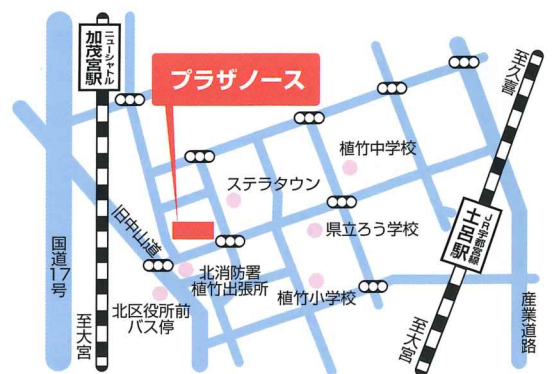 ニューシャトル
加茂宮駅
プラザノース
至久喜
植竹中学校
ステラタウン
県立ろう学校
JR宇都宮線
土呂駅
旧中山道
国道17号
北消防署
植竹出張所
植竹小学校
北区役所前
バス停
至大宮
至大宮
産業道路